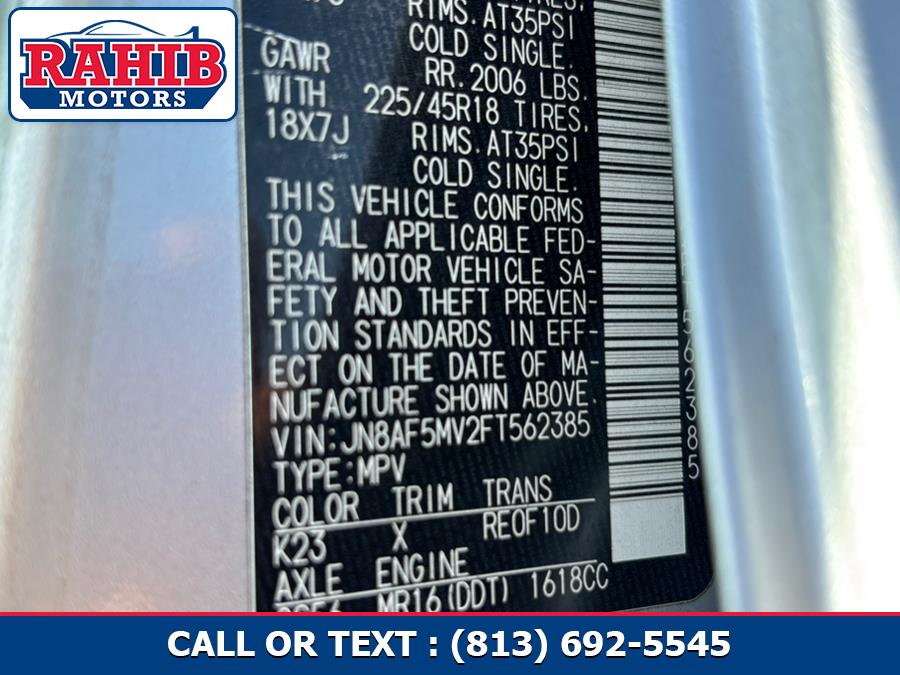 RAHIB
MOTORS
TIRES,
RIMS. AT35PSI
COLD SINGLE.
GAWR RR. 2006 LBS.
WITH 225/45R18 TIRES,
18X7J RIMS. AT35PSI
COLD SINGLE.
THIS VEHICLE CONFORMS
TO ALL APPLICABLE FED-
ERAL MOTOR VEHICLE SA-
FETY AND THEFT PREVEN-
TION STANDARDS IN EFF-
ECT ON THE DATE OF MA-
NUFACTURE SHOWN ABOVE.
VIN:JN8AF5MV2FT562385
TYPE:MPV
COLOR TRIM TRANS
K23 X REOF10D
AXLE ENGINE
MR16(DDT) 1618CC
T562385
CALL OR TEXT : (813) 692-5545